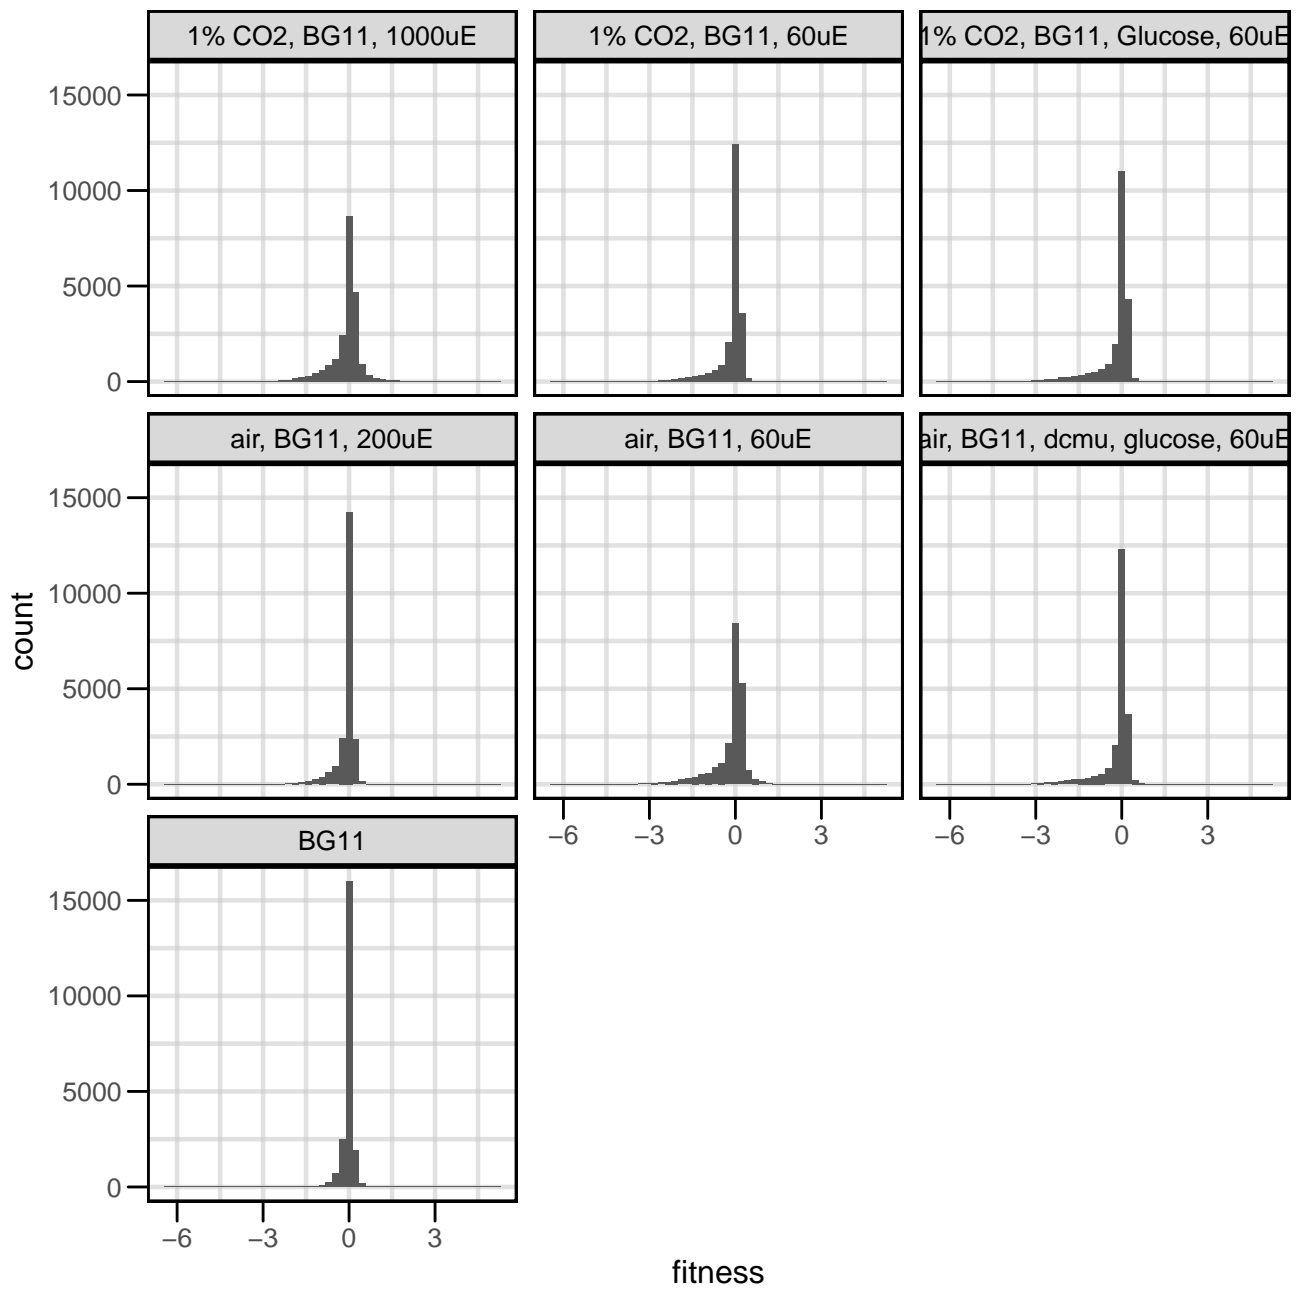 1% CO2, BG11, 1000uE
1% CO2, BG11, 60uE
1% CO2, BG11, Glucose, 60uE
15000
10000
5000
0
air, BG11, 200uE
air, BG11, 60uE
air, BG11, dcmu, glucose, 60uE
15000
10000
5000
0
−6 −3 0 3
−6 −3 0 3
BG11
15000
10000
5000
0
−6 −3 0 3
count
fitness